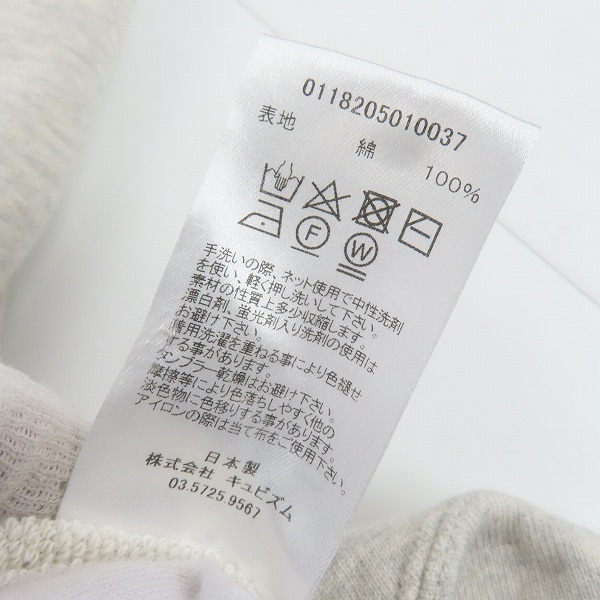 0118205010037
表地 綿 100%
F W
手洗いの際、ネット使用で中性洗剤
を使い、軽く押し洗いして下さい。
素材の性質上多少収縮します。
漂白剤、蛍光剤入り洗剤の使用は
お避け下さい。
着用洗濯を重ねる事により色褪せ
する事があります。
タンブラー乾燥はお避け下さい。
摩擦等により色落ちしやすく他の
淡色物に色移りする事があります。
アイロンの際は当て布をご使用下さい。
日本製
株式会社 キュビズム
03.5725.9567